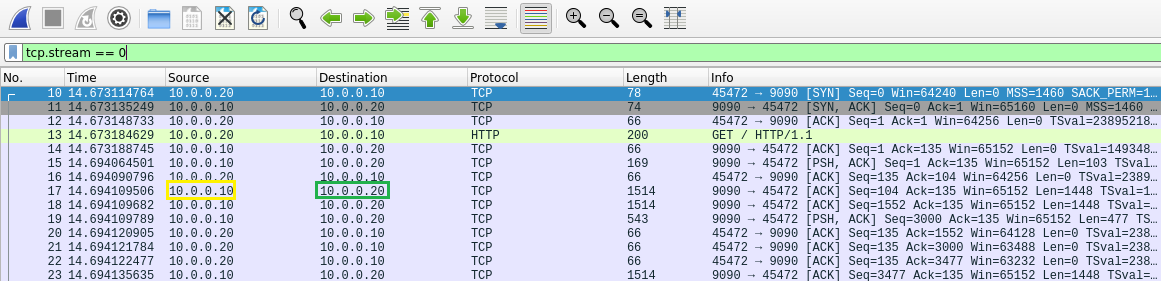 tcp.stream == 0
No. Time Source Destination Protocol Length Info
10 14.673114764 10.0.0.20 10.0.0.10 TCP 78 45472 → 9090 [SYN] Seq=0 Win=64240 Len=0 MSS=1460 SACK_PERM=1…
11 14.673135249 10.0.0.10 10.0.0.20 TCP 74 9090 → 45472 [SYN, ACK] Seq=0 Ack=1 Win=65160 Len=0 MSS=1460 …
12 14.673148733 10.0.0.20 10.0.0.10 TCP 66 45472 → 9090 [ACK] Seq=1 Ack=1 Win=64256 Len=0 TSval=23895218…
13 14.673184629 10.0.0.20 10.0.0.10 HTTP 200 GET / HTTP/1.1
14 14.673188745 10.0.0.10 10.0.0.20 TCP 66 9090 → 45472 [ACK] Seq=1 Ack=135 Win=65152 Len=0 TSval=149348…
15 14.694064501 10.0.0.10 10.0.0.20 TCP 169 9090 → 45472 [PSH, ACK] Seq=1 Ack=135 Win=65152 Len=103 TSval…
16 14.694090796 10.0.0.20 10.0.0.10 TCP 66 45472 → 9090 [ACK] Seq=135 Ack=104 Win=64256 Len=0 TSval=2389…
17 14.694109506 10.0.0.10 10.0.0.20 TCP 1514 9090 → 45472 [ACK] Seq=104 Ack=135 Win=65152 Len=1448 TSval=1…
18 14.694109682 10.0.0.10 10.0.0.20 TCP 1514 9090 → 45472 [ACK] Seq=1552 Ack=135 Win=65152 Len=1448 TSval=…
19 14.694109789 10.0.0.10 10.0.0.20 TCP 543 9090 → 45472 [PSH, ACK] Seq=3000 Ack=135 Win=65152 Len=477 TS…
20 14.694120905 10.0.0.20 10.0.0.10 TCP 66 45472 → 9090 [ACK] Seq=135 Ack=1552 Win=64128 Len=0 TSval=238…
21 14.694121784 10.0.0.20 10.0.0.10 TCP 66 45472 → 9090 [ACK] Seq=135 Ack=3000 Win=63488 Len=0 TSval=238…
22 14.694122477 10.0.0.20 10.0.0.10 TCP 66 45472 → 9090 [ACK] Seq=135 Ack=3477 Win=63232 Len=0 TSval=238…
23 14.694135635 10.0.0.10 10.0.0.20 TCP 1514 9090 → 45472 [ACK] Seq=3477 Ack=135 Win=65152 Len=1448 TSval=…